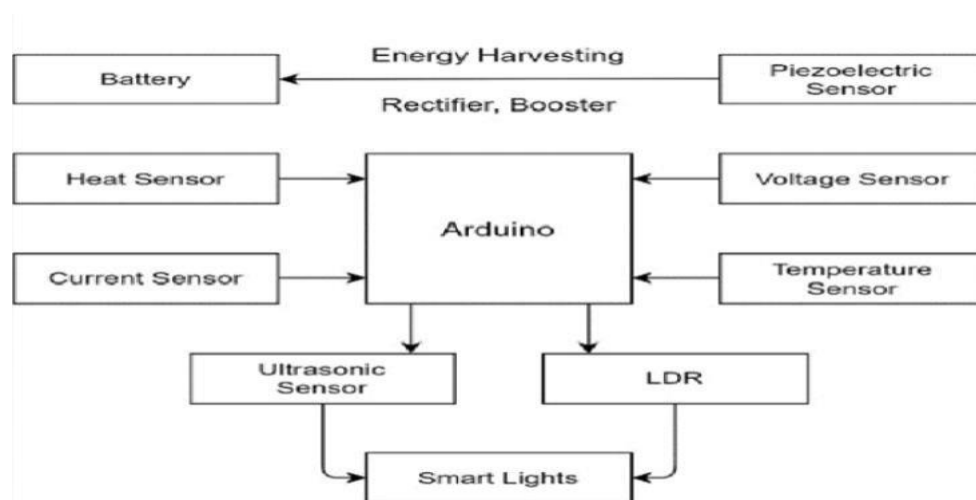 Energy Harvesting
Battery
Piezoelectric
Sensor
Rectifier, Booster
Heat Sensor
Arduino
Voltage Sensor
Current Sensor
Temperature
Sensor
Ultrasonic
Sensor
LDR
Smart Lights